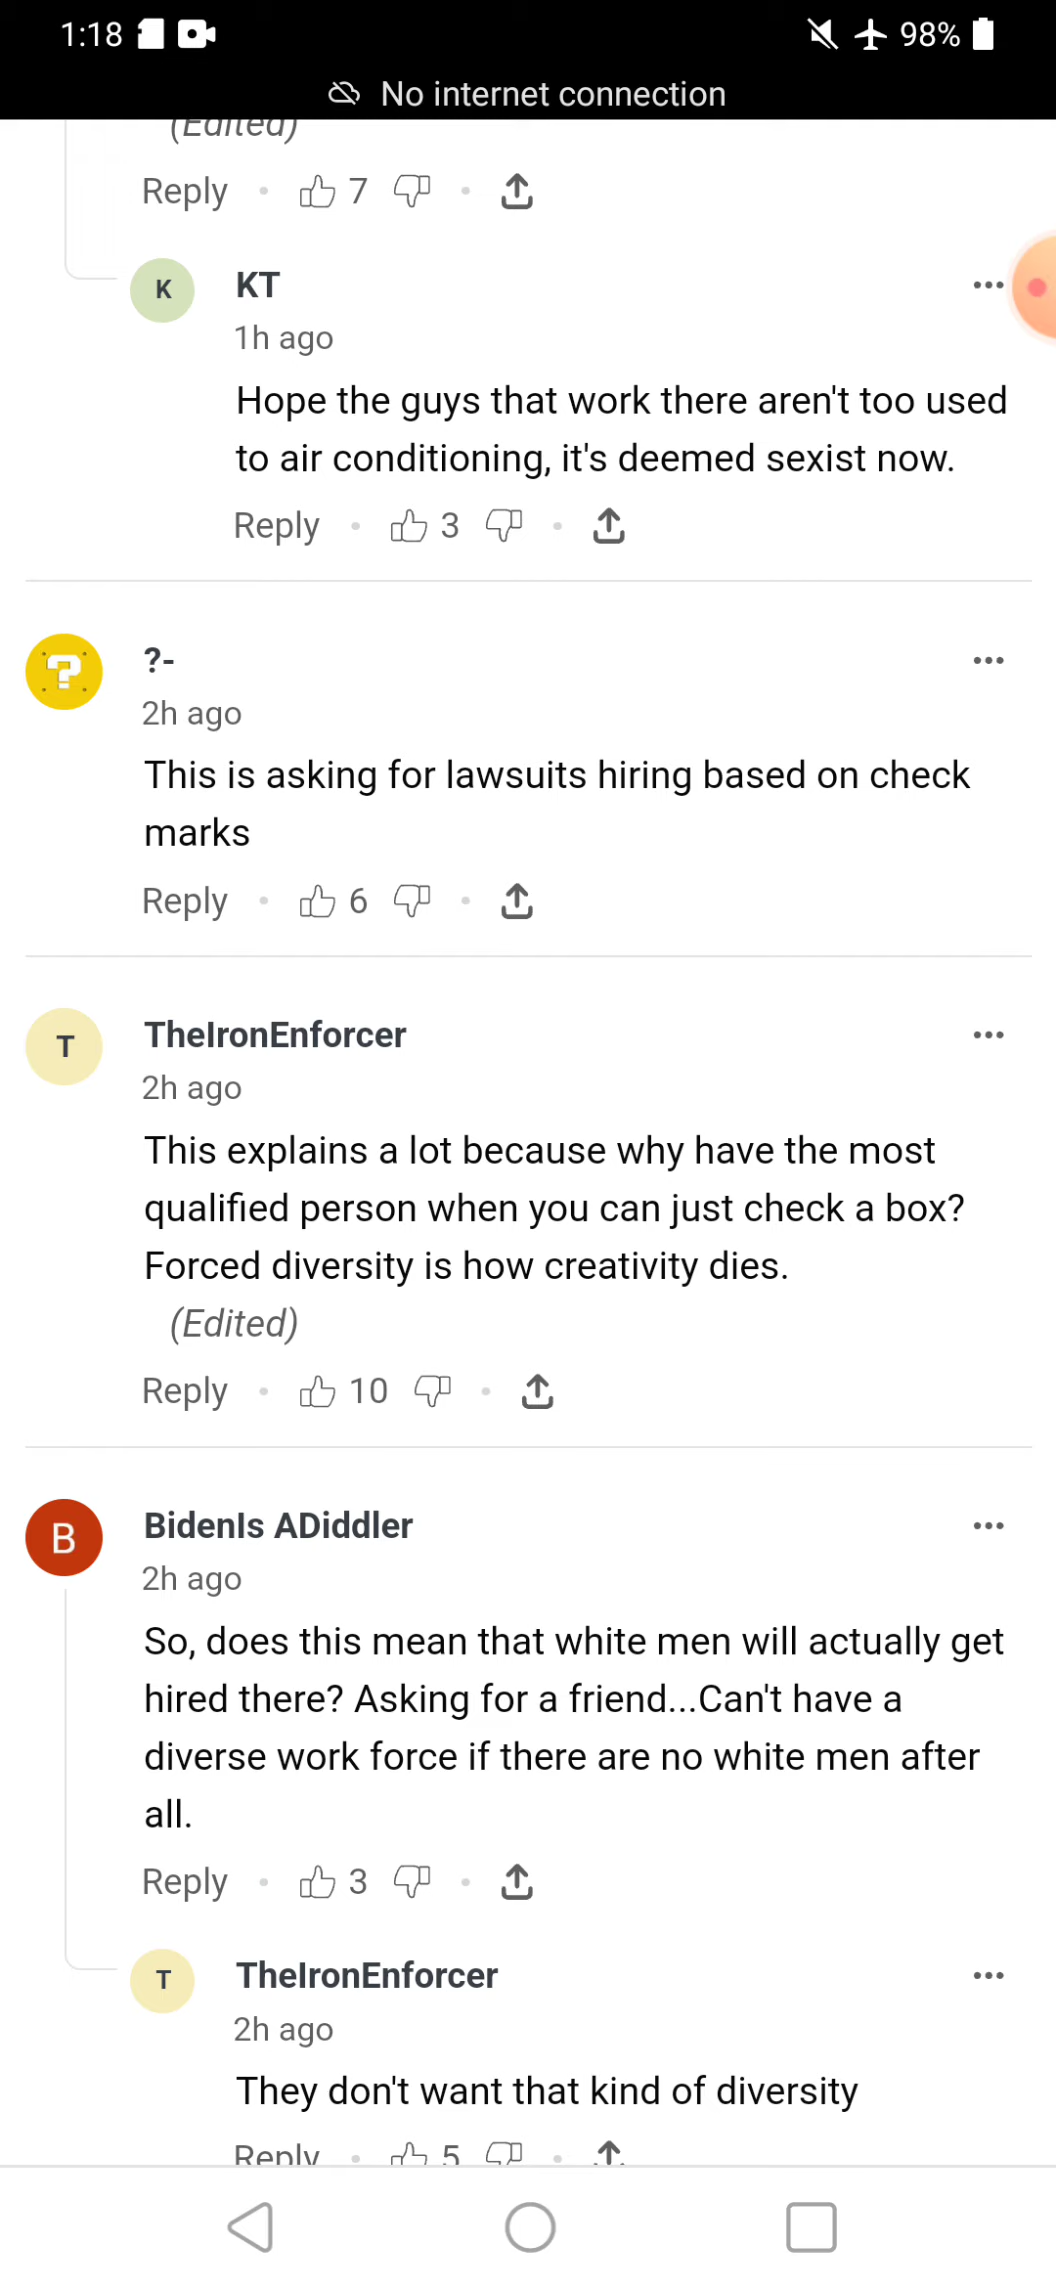 1:18 98%
No internet connection
(Edited)
Reply 7
K KT
1h ago
Hope the guys that work there aren't too used
to air conditioning, it's deemed sexist now.
Reply 3
? ?-
2h ago
This is asking for lawsuits hiring based on check
marks
Reply 6
T TheIronEnforcer
2h ago
This explains a lot because why have the most
qualified person when you can just check a box?
Forced diversity is how creativity dies.
(Edited)
Reply 10
B BidenIs ADiddler
2h ago
So, does this mean that white men will actually get
hired there? Asking for a friend...Can't have a
diverse work force if there are no white men after
all.
Reply 3
T TheIronEnforcer
2h ago
They don't want that kind of diversity
Reply 5